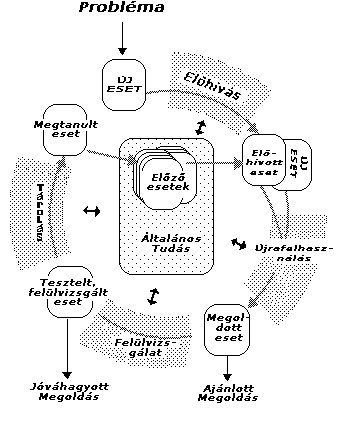 Probléma
ÚJ
ESET
Előhívás
Megtanult
eset
Elő-
hívott
eset
ÚJ
ESET
Előző
esetek
Tárolás
Általános
Tudás
Újrafelhasz-
nálás
Tesztelt,
felülvizsgált
eset
Megol-
dott
eset
Felülvizs-
gálat
Jóváhagyott
Megoldás
Ajánlott
Megoldás